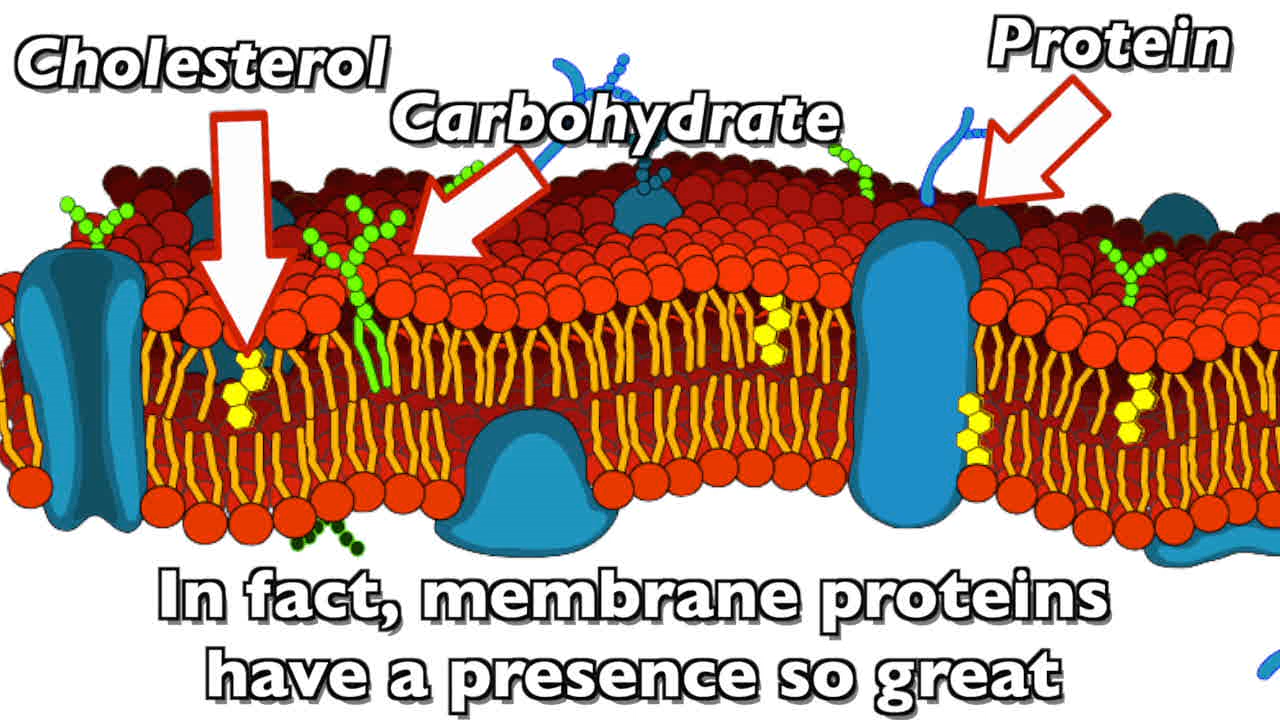 Cholesterol
Protein
Carbohydrate
In fact, membrane proteins
have a presence so great